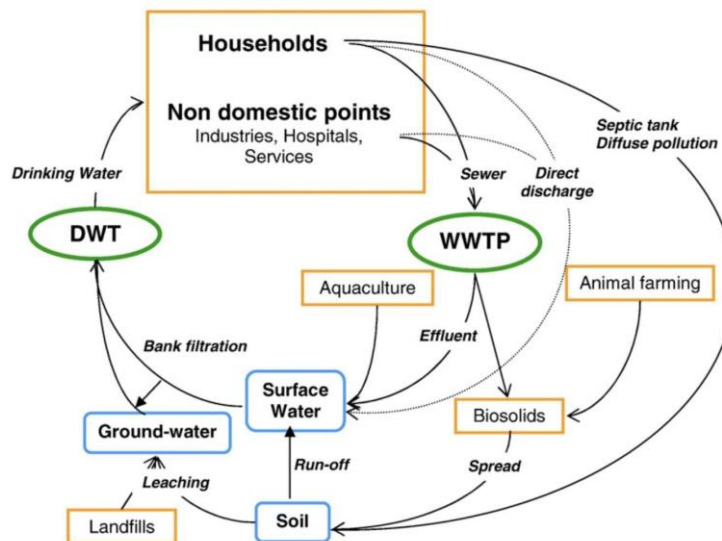 Households
Non domestic points
Industries, Hospitals,
Services
Septic tank
Diffuse pollution
Drinking Water
Sewer
Direct
discharge
DWT
WWTP
Aquaculture
Animal farming
Effluent
Bank filtration
Surface
Water
Biosolids
Ground-water
Run-off
Spread
Leaching
Landfills
Soil